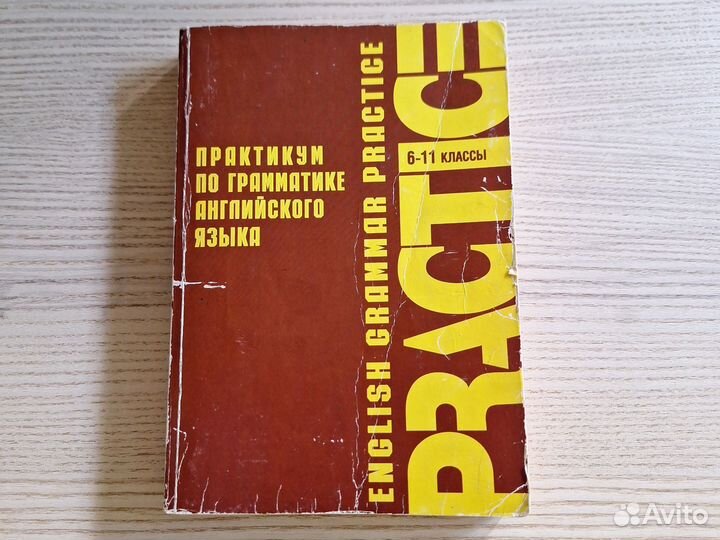 ПРАКТИКУМ
ПО ГРАММАТИКЕ
АНГЛИЙСКОГО
ЯЗЫКА
ENGLISH GRAMMAR PRACTICE
6-11 КЛАССЫ
PRACTICE
Avito